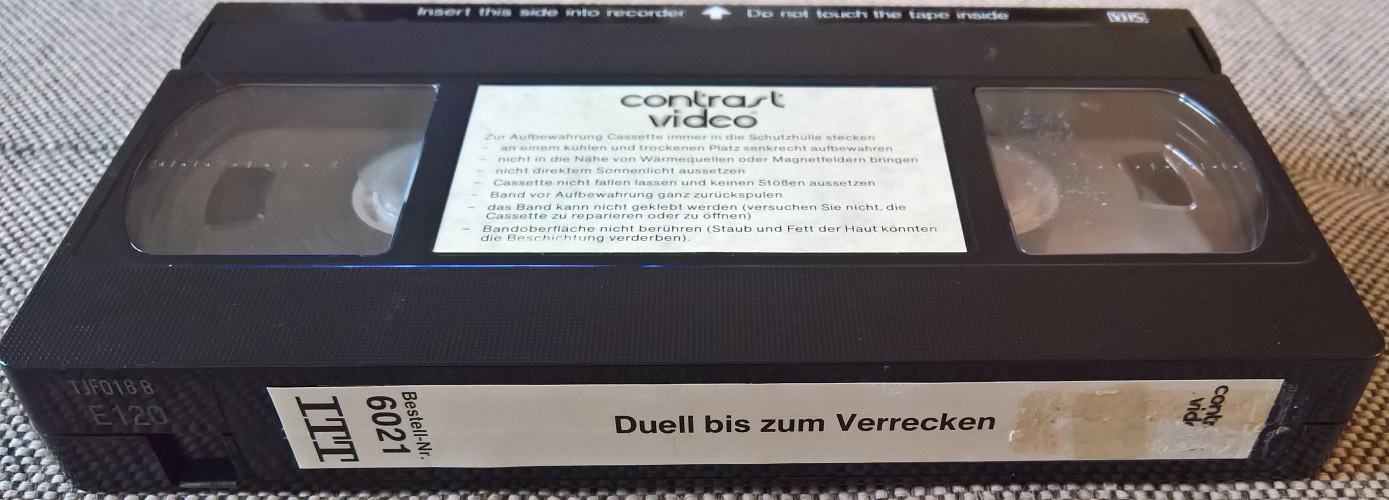 Insert this side into recorder Do not touch the tape inside VHS
contrast
video
Zur Aufbewahrung Cassette immer in die Schutzhülle stecken
- an einem kühlen und trockenen Platz senkrecht aufbewahren
- nicht in die Nähe von Wärmequellen oder Magnetfeldern bringen
- nicht direktem Sonnenlicht aussetzen
- Cassette nicht fallen lassen und keinen Stößen aussetzen
- Band vor Aufbewahrung ganz zurückspulen
- das Band kann nicht geklebt werden (versuchen Sie nicht, die
Cassette zu reparieren oder zu öffnen)
- Bandoberfläche nicht berühren (Staub und Fett der Haut könnten
die Beschichtung verderben).
TJF016B
E120
ITT
Bestell-Nr.
6021
Duell bis zum Verrecken